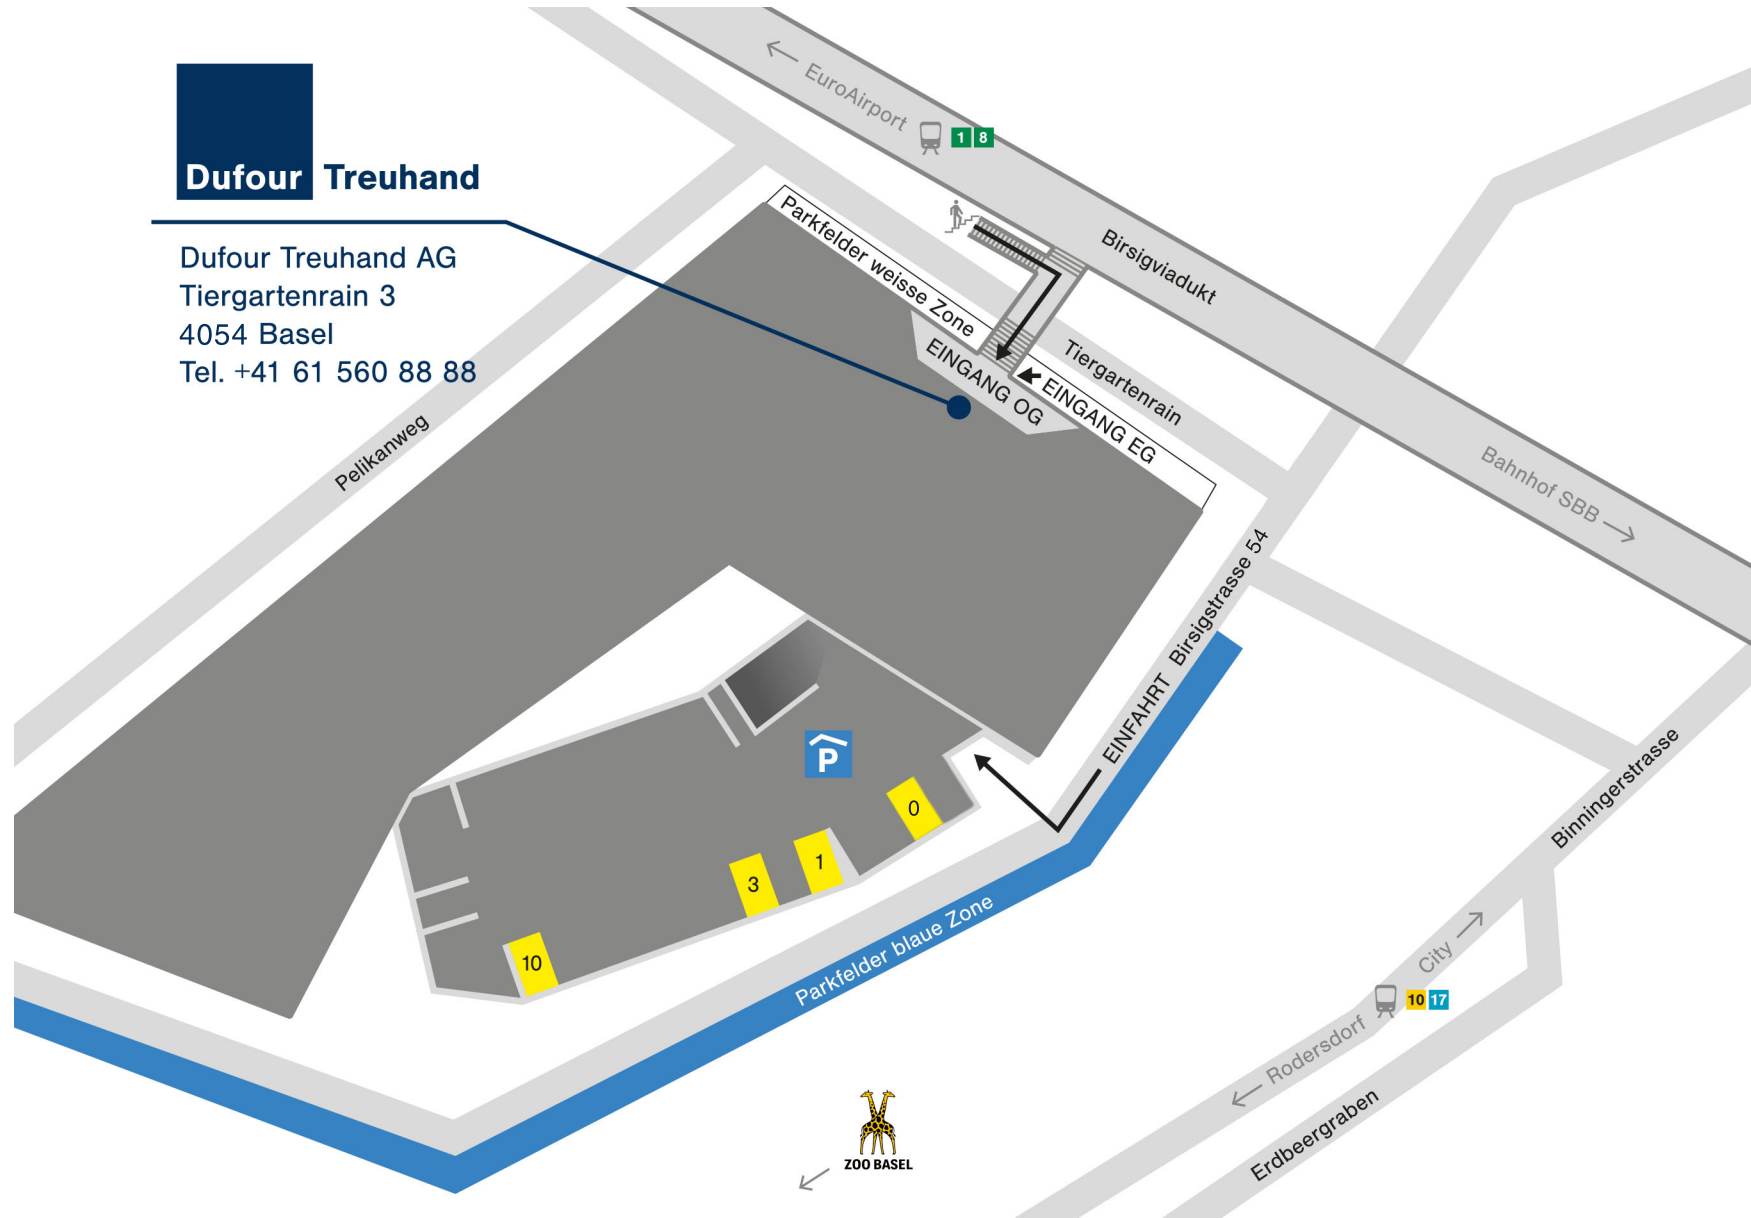 Dufour Treuhand
Dufour Treuhand AG
Tiergartenrain 3
4054 Basel
Tel. +41 61 560 88 88
EuroAirport
1 8
Birsigviadukt
Parkfelder weisse Zone
EINGANG OG
EINGANG EG
Tiergartenrain
Pelikanweg
Bahnhof SBB
EINFAHRT Birsigstrasse 54
P
0
1
3
10
Parkfelder blaue Zone
Binningerstrasse
City
10 17
Rodersdorf
Erdbeergraben
ZOO BASEL